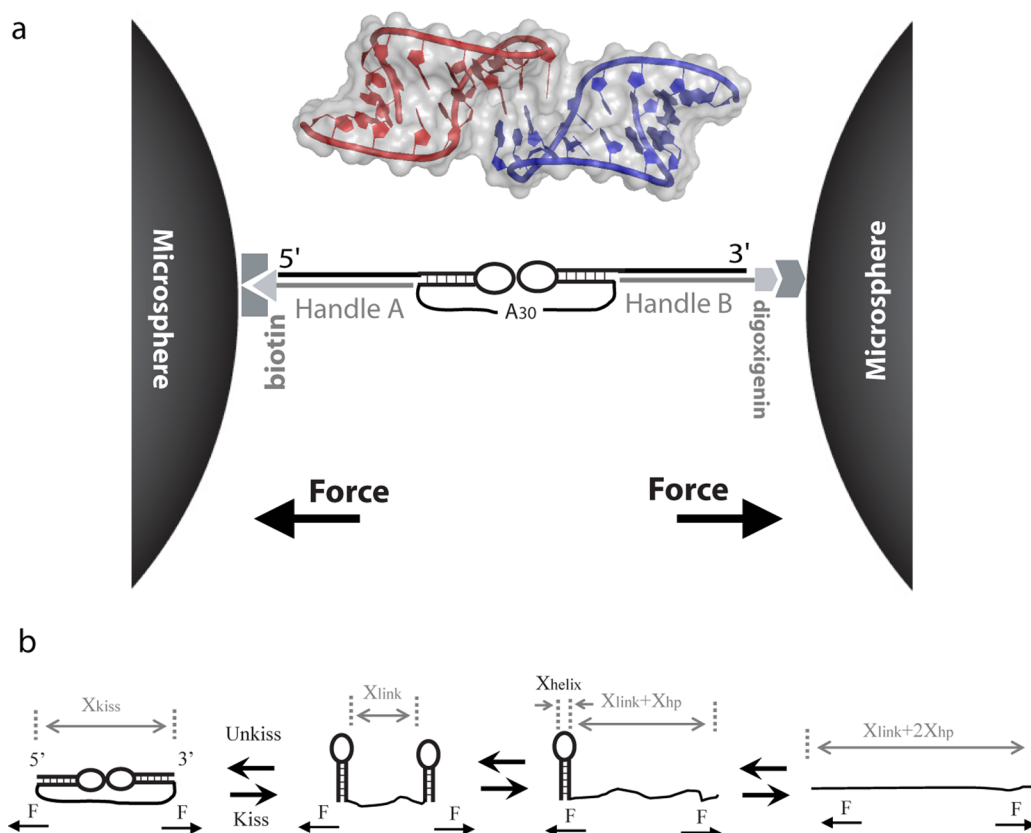 a
Microsphere
Microsphere
5'
3'
Handle A
A30
Handle B
biotin
digoxigenin
Force
Force
b
Xkiss
Xlink
Xhelix
Xlink+Xhp
Xlink+2Xhp
5'
3'
Unkiss
Kiss
F
F
F
F
F
F
F
F